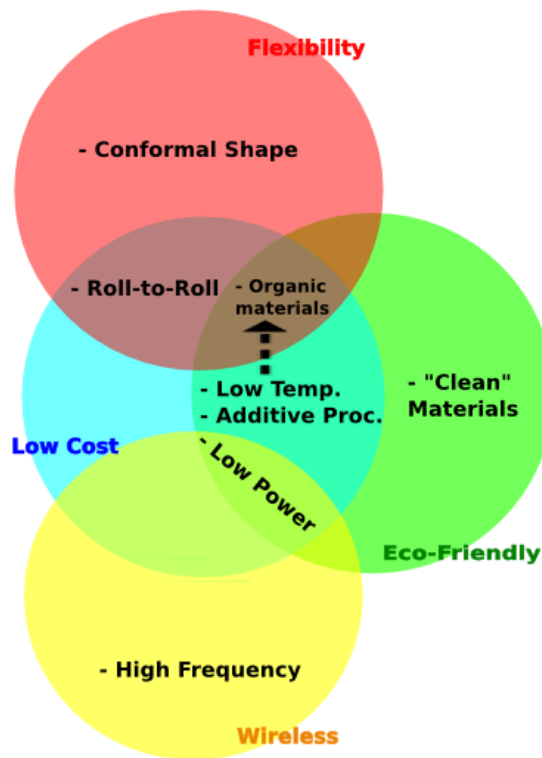 Flexibility
- Conformal Shape
- Roll-to-Roll
- Organic
materials
- Low Temp.
- Additive Proc.
- "Clean"
Materials
Low Cost
- Low Power
Eco-Friendly
- High Frequency
Wireless